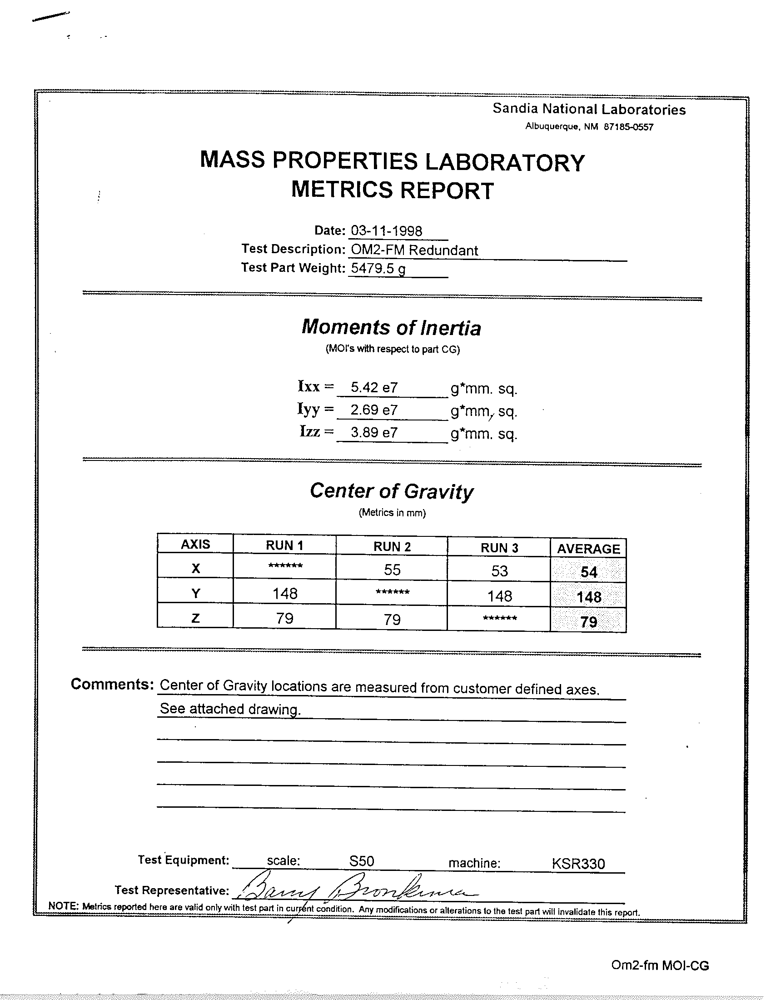 Sandia National Laboratories
Albuquerque, NM 87185-0557
MASS PROPERTIES LABORATORY
METRICS REPORT
Date: 03-11-1998
Test Description: OM2-FM Redundant
Test Part Weight: 5479.5 g
Moments of Inertia
(MOI's with respect to part CG)
Ixx = 5.42 e7 g*mm. sq.
Iyy = 2.69 e7 g*mm, sq.
Izz = 3.89 e7 g*mm. sq.
Center of Gravity
(Metrics in mm)
AXIS RUN 1 RUN 2 RUN 3 AVERAGE
X ****** 55 53 54
Y 148 ****** 148 148
Z 79 79 ****** 79
Comments: Center of Gravity locations are measured from customer defined axes.
See attached drawing.
Test Equipment: scale: S50 machine: KSR330
Test Representative: Barry
NOTE: Metrics reported here are valid only with test part in current condition. Any modifications or alterations to the test part will invalidate this report.
Om2-fm MOI-CG